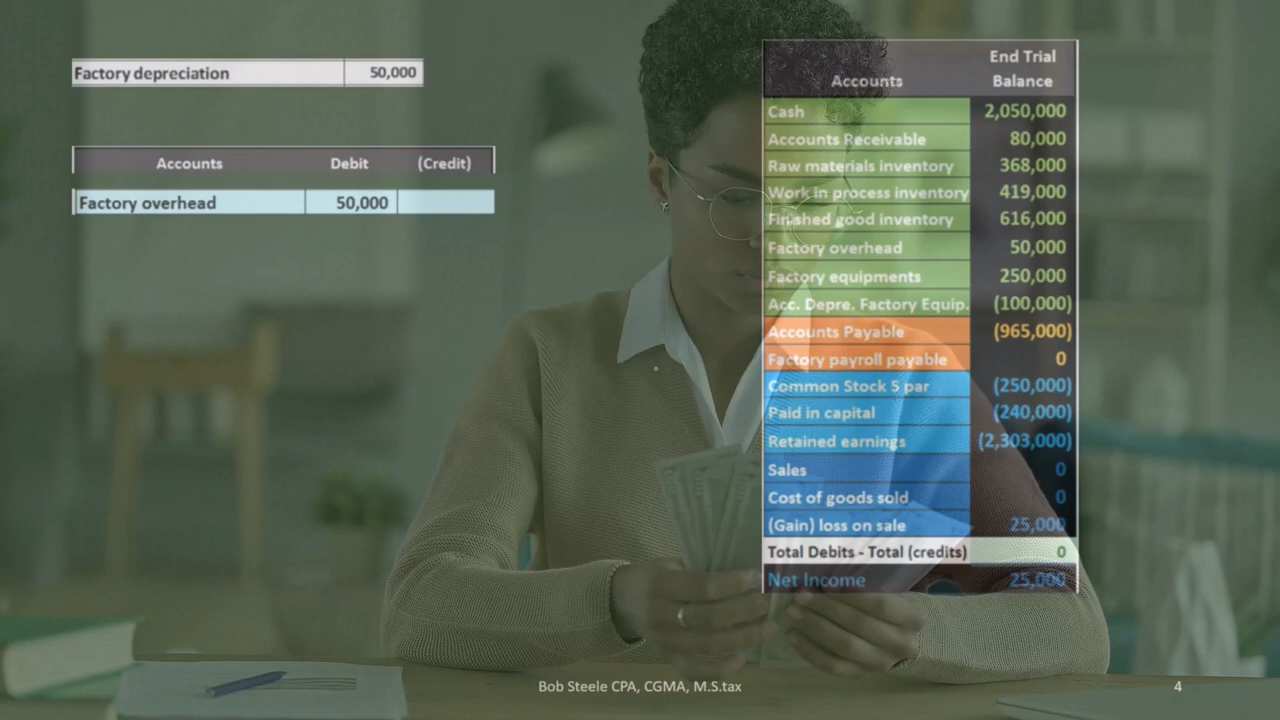 Factory depreciation 50,000
Accounts Debit (Credit)
Factory overhead 50,000
End Trial
Accounts Balance
Cash 2,050,000
Accounts Receivable 80,000
Raw materials inventory 368,000
Work in process inventory 419,000
Finished good inventory 616,000
Factory overhead 50,000
Factory equipments 250,000
Acc. Depre. Factory Equip. (100,000)
Accounts Payable (965,000)
Factory payroll payable 0
Common Stock 5 par (250,000)
Paid in capital (240,000)
Retained earnings (2,303,000)
Sales 0
Cost of goods sold 0
(Gain) loss on sale 25,000
Total Debits - Total (credits) 0
Net Income 25,000
Bob Steele CPA, CGMA, M.S.tax 4